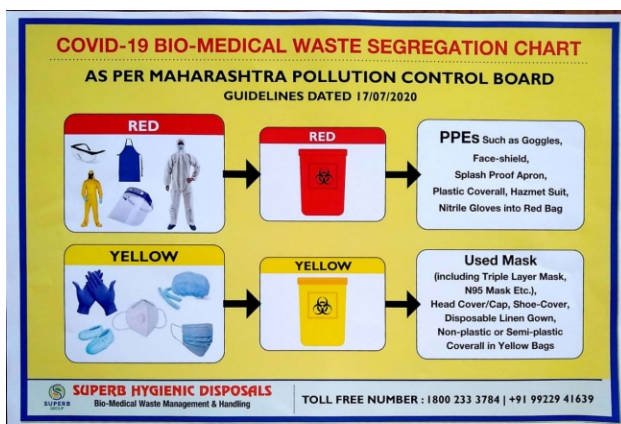 COVID-19 BIO-MEDICAL WASTE SEGREGATION CHART
AS PER MAHARASHTRA POLLUTION CONTROL BOARD
GUIDELINES DATED 17/07/2020
RED
RED
PPEs Such as Goggles,
Face-shield,
Splash Proof Apron,
Plastic Coverall, Hazmet Suit,
Nitrile Gloves into Red Bag
YELLOW
YELLOW
Used Mask
(including Triple Layer Mask,
N95 Mask Etc.),
Head Cover/Cap, Shoe-Cover,
Disposable Linen Gown,
Non-plastic or Semi-plastic
Coverall in Yellow Bags
SUPERB
GROUP
SUPERB HYGIENIC DISPOSALS
Bio-Medical Waste Management & Handling
TOLL FREE NUMBER : 1800 233 3784 | +91 99229 41639